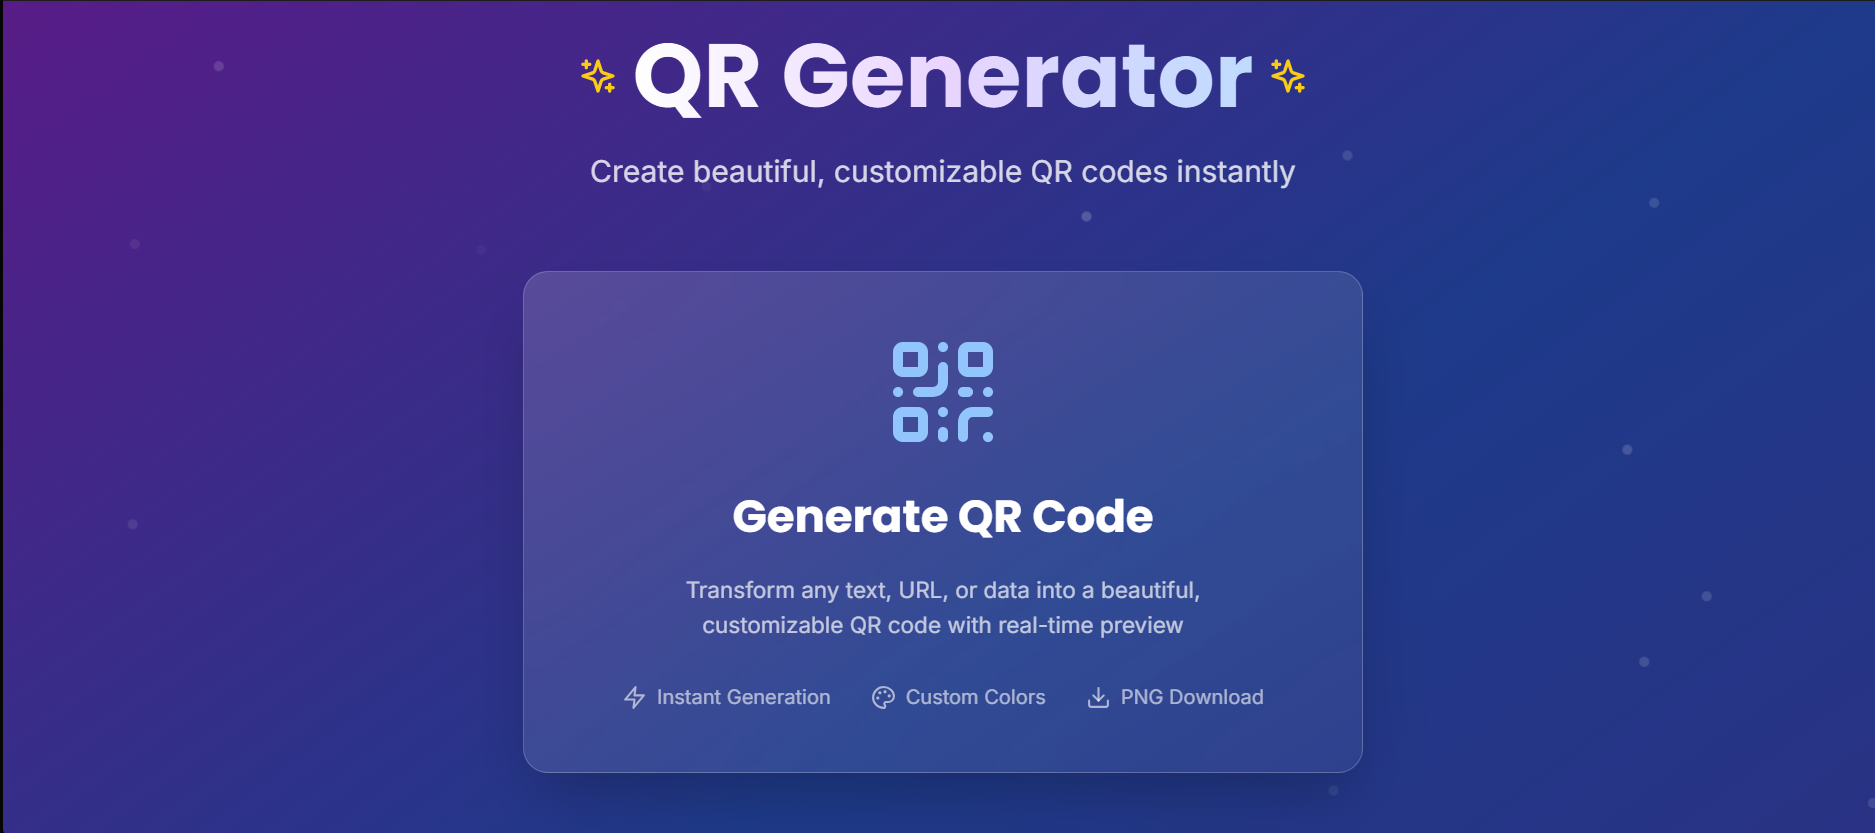 QR Generator
Create beautiful, customizable QR codes instantly
Generate QR Code
Transform any text, URL, or data into a beautiful,
customizable QR code with real-time preview
Instant Generation
Custom Colors
PNG Download